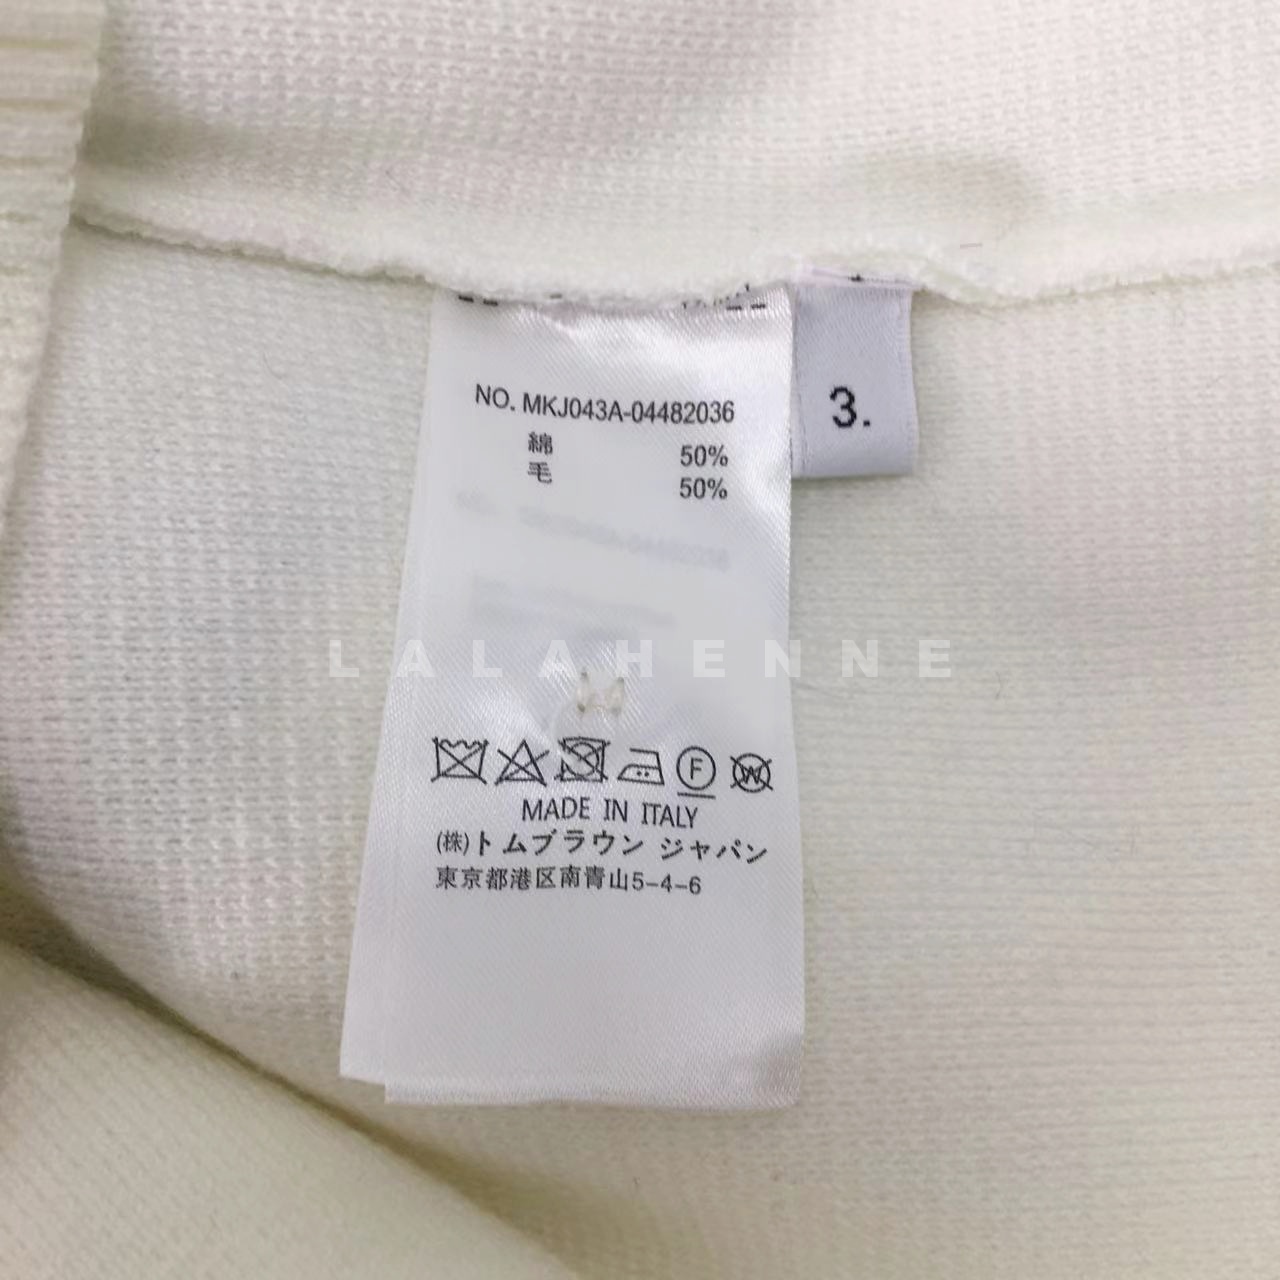 NO. MKJ043A-04482036
綿 50%
毛 50%
3.
LALAHENNE
F W
MADE IN ITALY
(株)トムブラウン ジャパン
東京都港区南青山5-4-6